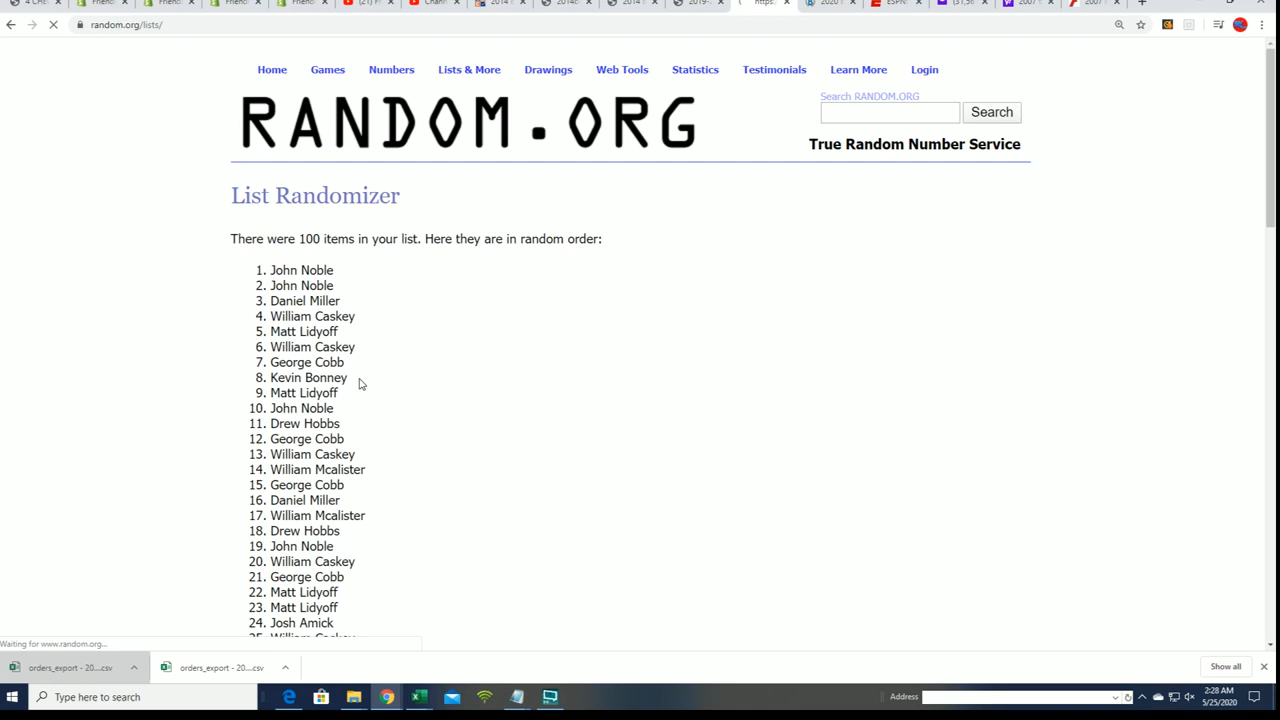 random.org/lists/
Home Games Numbers Lists & More Drawings Web Tools Statistics Testimonials Learn More Login
RANDOM.ORG
Search RANDOM.ORG
Search
True Random Number Service
List Randomizer
There were 100 items in your list. Here they are in random order:
1. John Noble
2. John Noble
3. Daniel Miller
4. William Caskey
5. Matt Lidyoff
6. William Caskey
7. George Cobb
8. Kevin Bonney
9. Matt Lidyoff
10. John Noble
11. Drew Hobbs
12. George Cobb
13. William Caskey
14. William Mcalister
15. George Cobb
16. Daniel Miller
17. William Mcalister
18. Drew Hobbs
19. John Noble
20. William Caskey
21. George Cobb
22. Matt Lidyoff
23. Matt Lidyoff
24. Josh Amick
25. William Caskey
Waiting for www.random.org...
orders_export - 20....csv orders_export - 20....csv Show all
Type here to search
Address
2:28 AM
5/25/2020